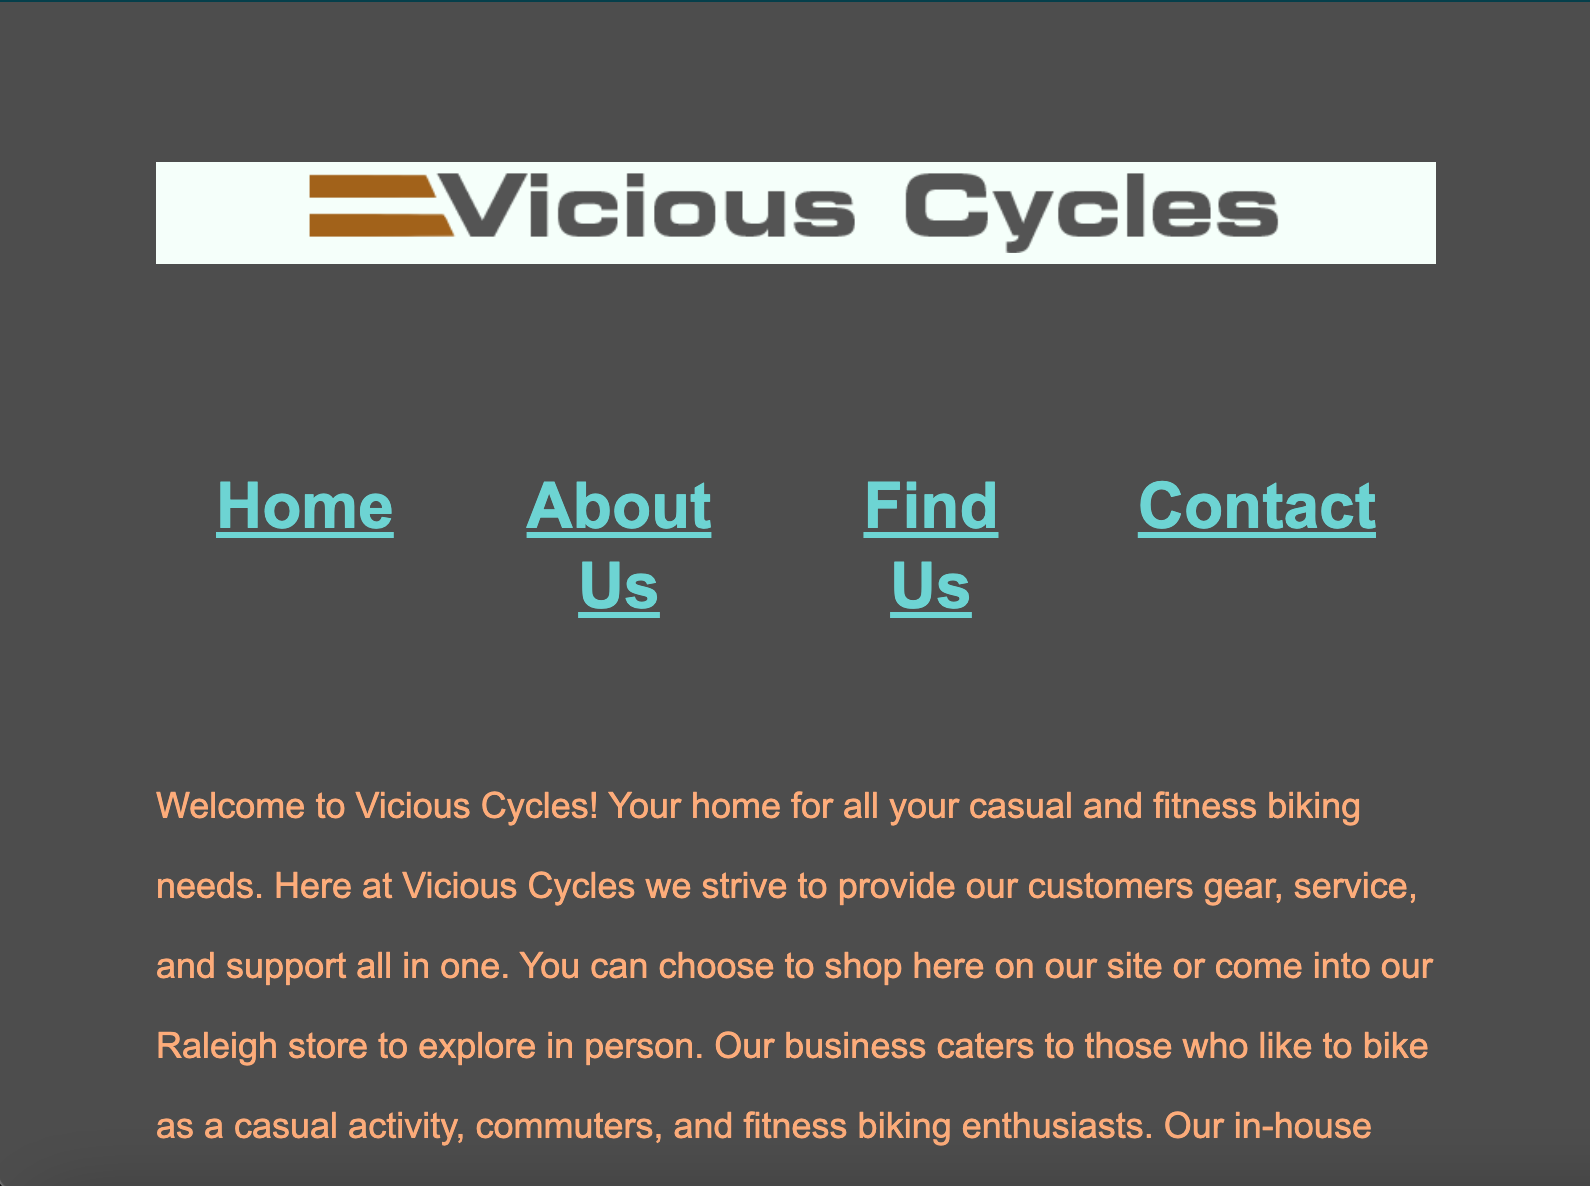 Vicious Cycles
Home About Find Contact
Us Us
Welcome to Vicious Cycles! Your home for all your casual and fitness biking
needs. Here at Vicious Cycles we strive to provide our customers gear, service,
and support all in one. You can choose to shop here on our site or come into our
Raleigh store to explore in person. Our business caters to those who like to bike
as a casual activity, commuters, and fitness biking enthusiasts. Our in-house